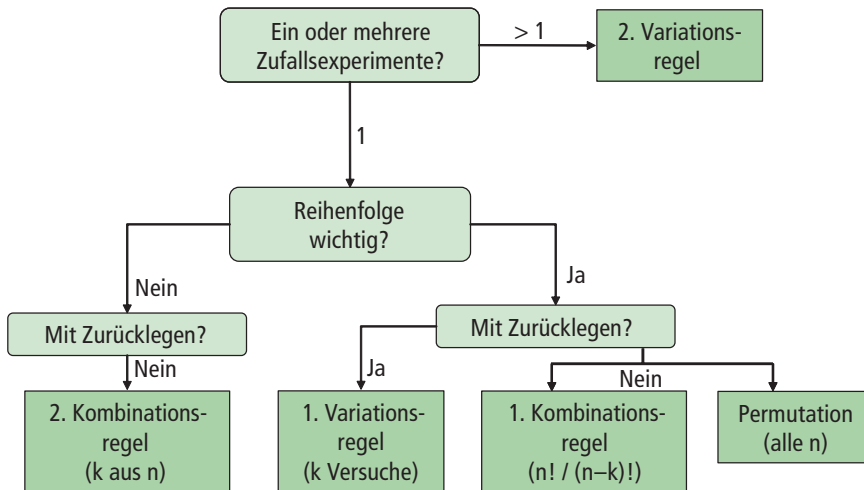 Ein oder mehrere
Zufallsexperimente?
> 1
2. Variations-
regel
1
Reihenfolge
wichtig?
Nein
Ja
Mit Zurücklegen?
Mit Zurücklegen?
Nein
Ja
Nein
2. Kombinations-
regel
(k aus n)
1. Variations-
regel
(k Versuche)
1. Kombinations-
regel
(n! / (n–k)!)
Permutation
(alle n)